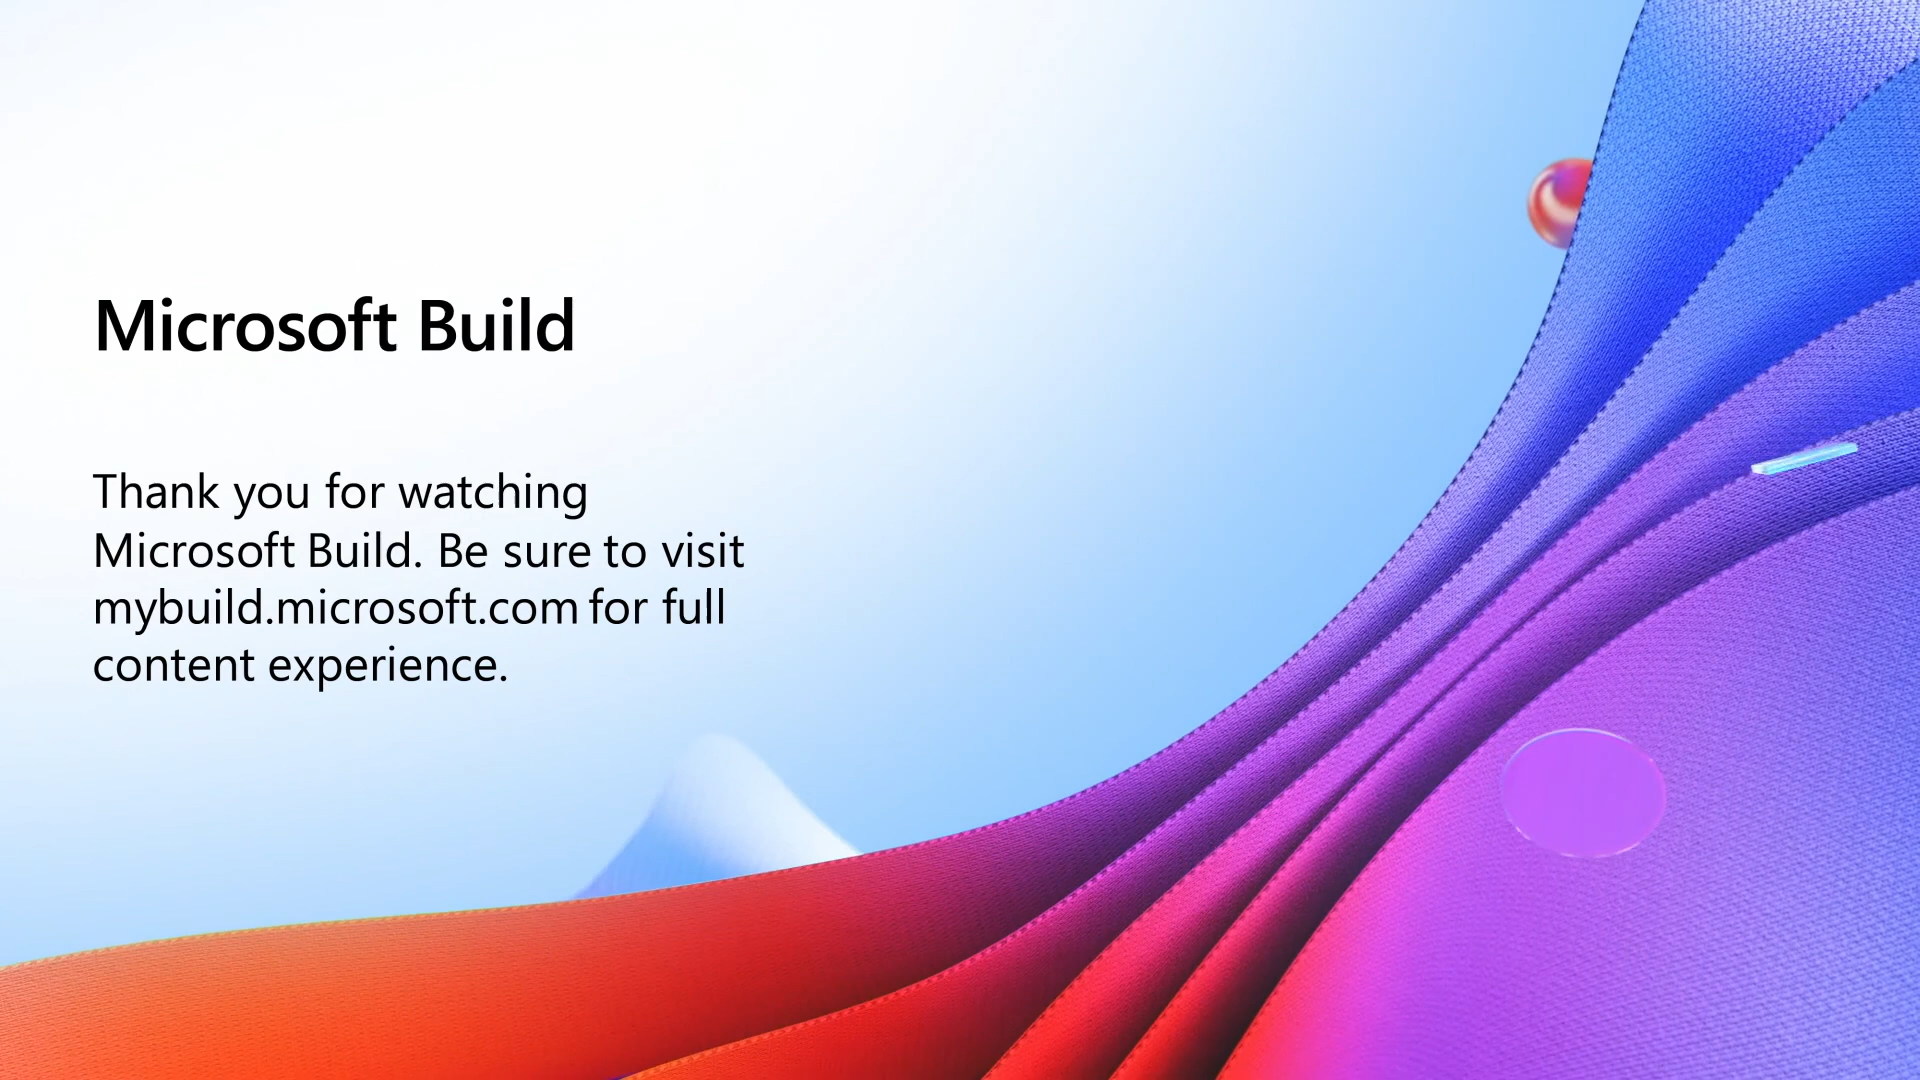 Microsoft Build
Thank you for watching
Microsoft Build. Be sure to visit
mybuild.microsoft.com for full
content experience.